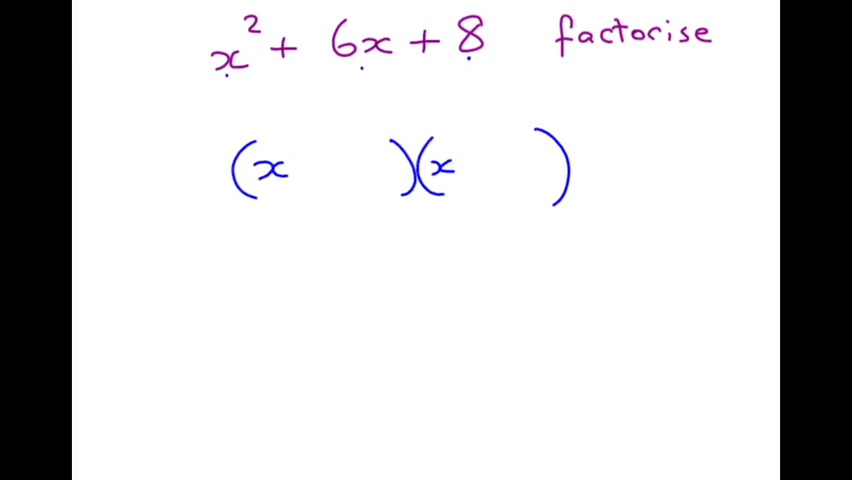 x² + 6x + 8 factorise
(x )(x )